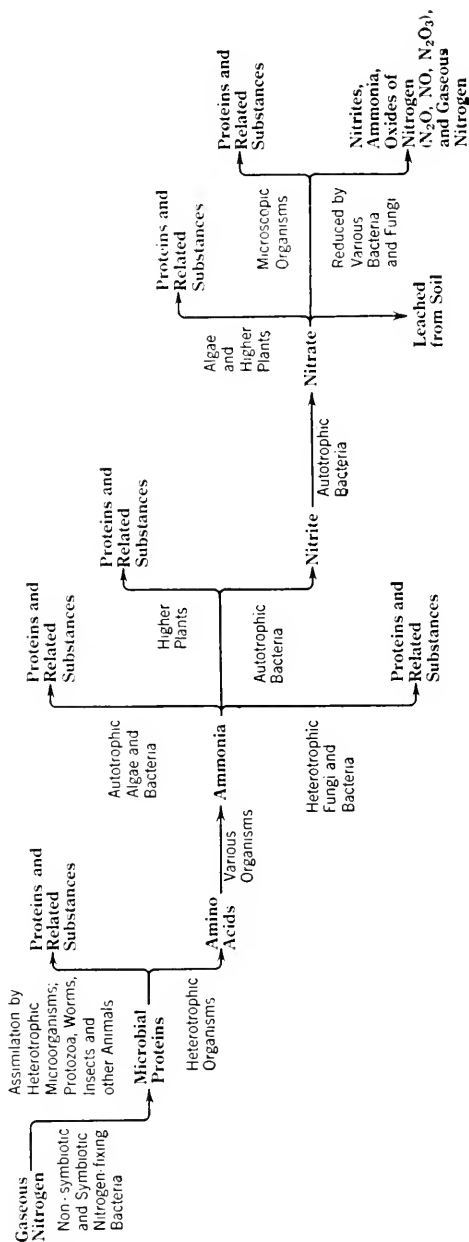 Gaseous
Nitrogen
Non-symbiotic
and Symbiotic
Nitrogen-fixing
Bacteria
Assimilation by
Heterotrophic
Microorganisms;
Protozoa, Worms,
Insects and
other Animals
Microbial
Proteins
Heterotrophic
Organisms
Proteins and
Related
Substances
Amino
Acids
Various
Organisms
Ammonia
Autotrophic
Algae and
Bacteria
Proteins and
Related
Substances
Heterotrophic
Fungi and
Bacteria
Proteins and
Related
Substances
Higher
Plants
Proteins and
Related
Substances
Autotrophic
Bacteria
Nitrite
Autotrophic
Bacteria
Nitrate
Algae
and
Higher
Plants
Proteins and
Related
Substances
Leached
from Soil
Microscopic
Organisms
Proteins and
Related
Substances
Reduced by
Various
Bacteria
and Fungi
Nitrites,
Ammonia,
Oxides of
Nitrogen
(N₂O, NO, N₂O₃),
and Gaseous
Nitrogen